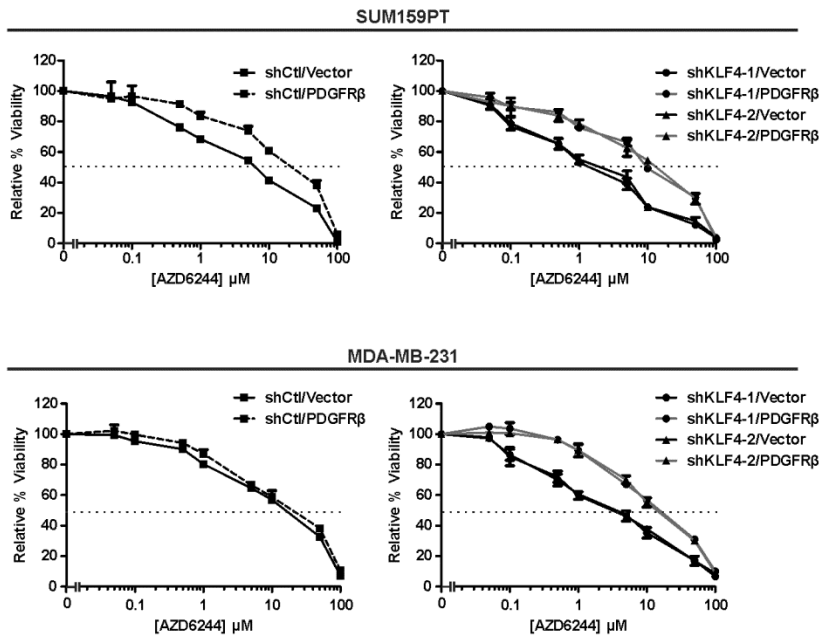 SUM159PT
Relative % Viability
120
100
80
60
40
20
0
0 0.1 1 10 100
[AZD6244] µM
shCtl/Vector
shCtl/PDGFRβ
Relative % Viability
120
100
80
60
40
20
0
0 0.1 1 10 100
[AZD6244] µM
shKLF4-1/Vector
shKLF4-1/PDGFRβ
shKLF4-2/Vector
shKLF4-2/PDGFRβ
MDA-MB-231
Relative % Viability
120
100
80
60
40
20
0
0 0.1 1 10 100
[AZD6244] µM
shCtl/Vector
shCtl/PDGFRβ
Relative % Viability
120
100
80
60
40
20
0
0 0.1 1 10 100
[AZD6244] µM
shKLF4-1/Vector
shKLF4-1/PDGFRβ
shKLF4-2/Vector
shKLF4-2/PDGFRβ